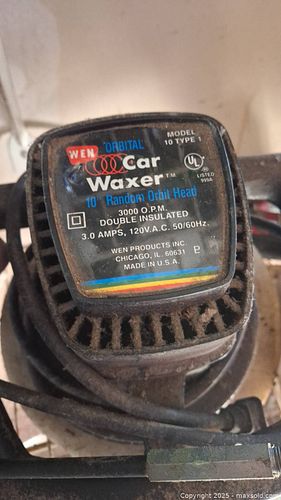 ORBITAL
MODEL
10 TYPE 1
WEN
Car
Waxer™
UL
LISTED
10" Random Orbit Head
3000 O.P.M.
DOUBLE INSULATED
3.0 AMPS, 120V.A.C. 50/60Hz.
WEN PRODUCTS INC.
CHICAGO, IL 60631
MADE IN U.S.A.
Copyright 2025 - maxsold.com